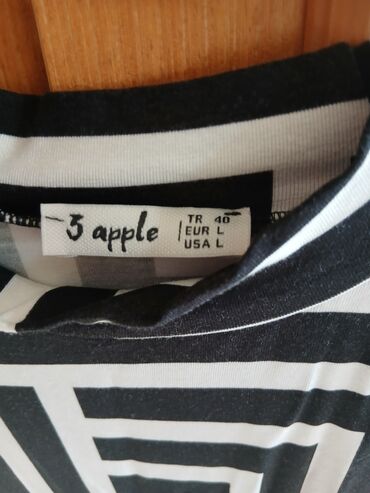 3 apple
TR 40
EUR L
USA L